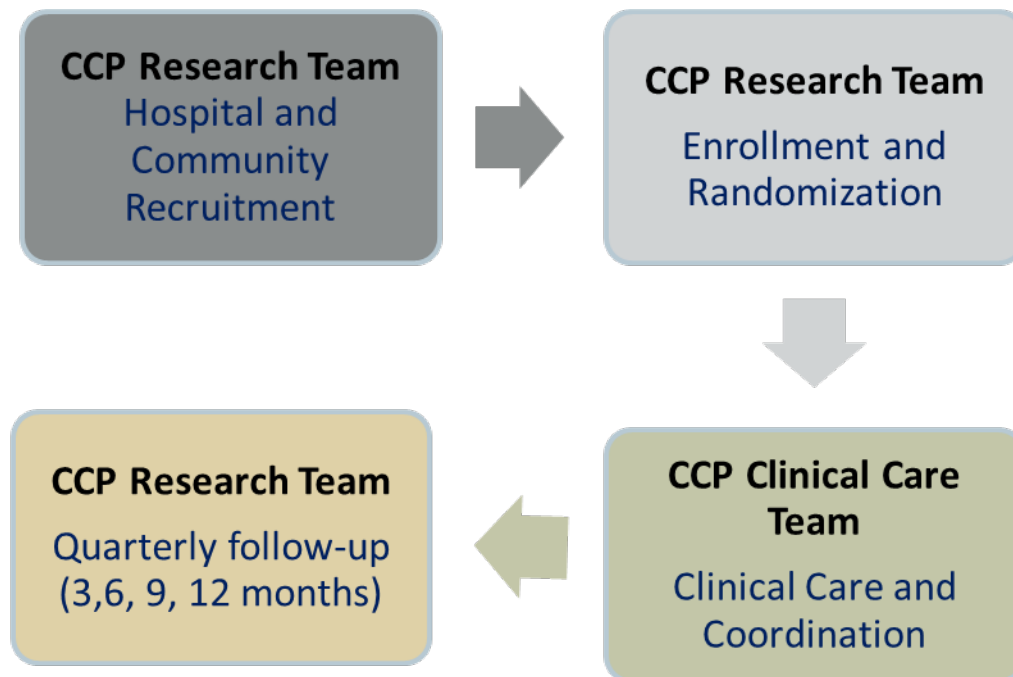 CCP Research Team
Hospital and
Community
Recruitment
CCP Research Team
Enrollment and
Randomization
CCP Clinical Care
Team
Clinical Care and
Coordination
CCP Research Team
Quarterly follow-up
(3,6, 9, 12 months)